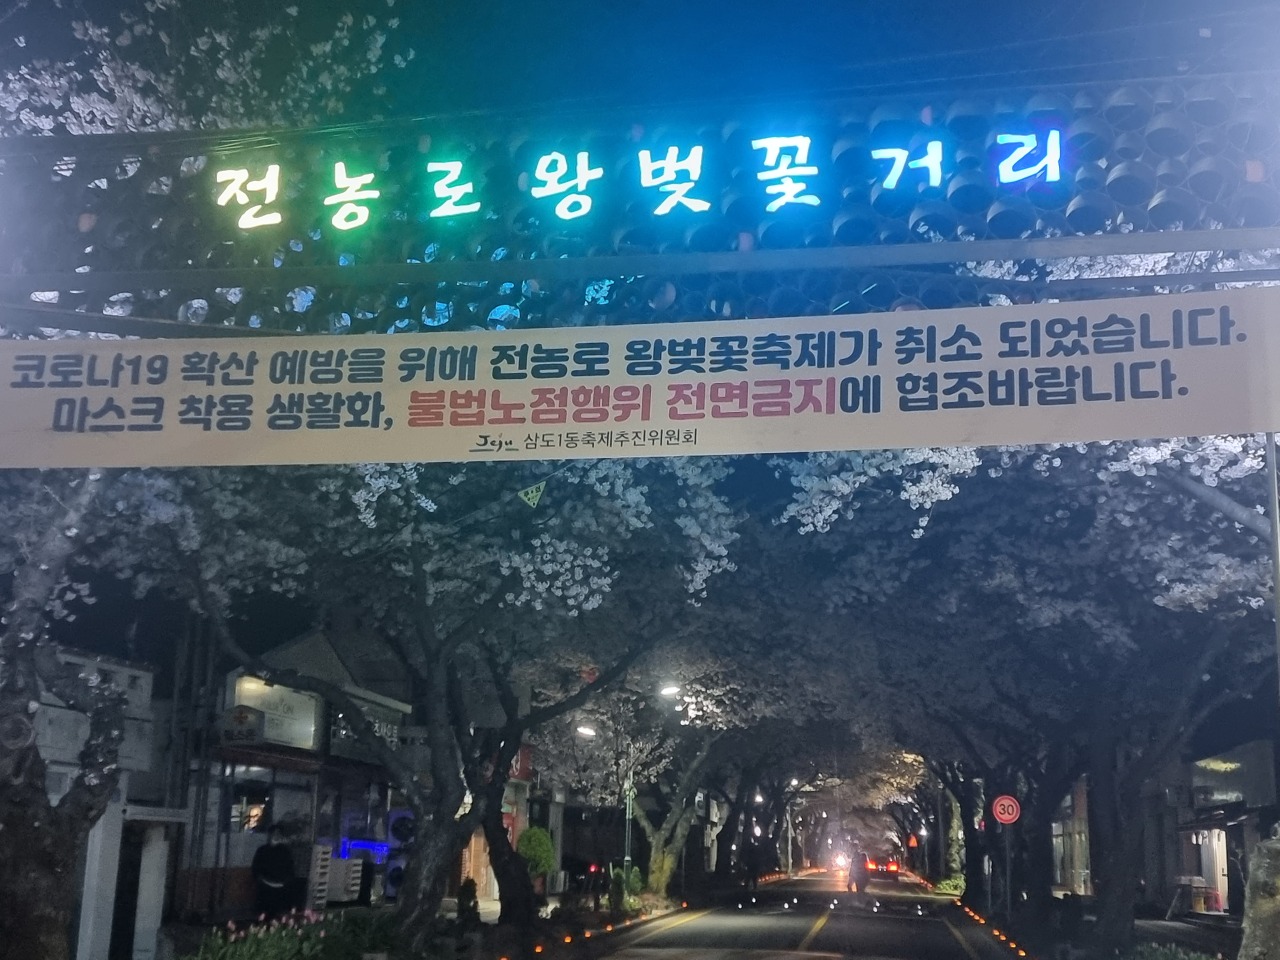 전농로왕벚꽃거리
코로나19 확산 예방을 위해 전농로 왕벚꽃축제가 취소 되었습니다.
마스크 착용 생활화, 불법노점행위 전면금지에 협조바랍니다.
Jeju 삼도1동축제추진위원회
30